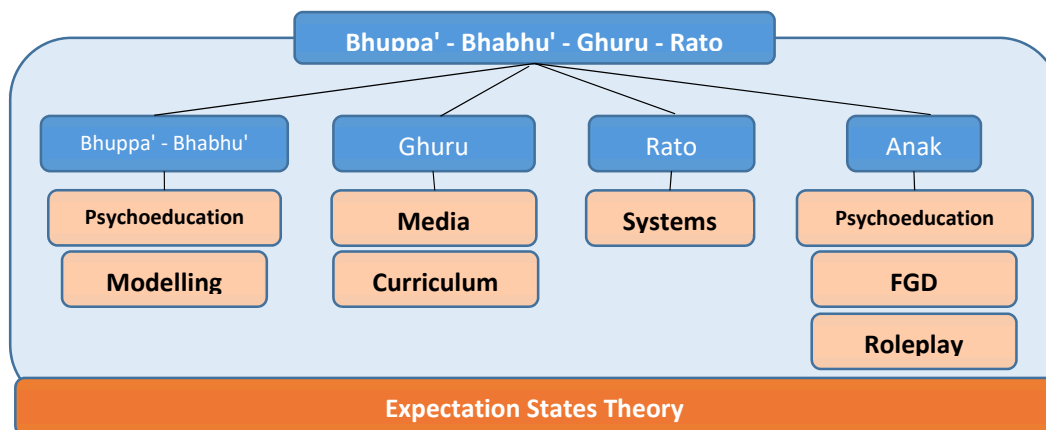 Bhuppa' - Bhabhu' - Ghuru - Rato
Bhuppa' - Bhabhu'
Ghuru
Rato
Anak
Psychoeducation
Media
Systems
Psychoeducation
Modelling
Curriculum
FGD
Roleplay
Expectation States Theory